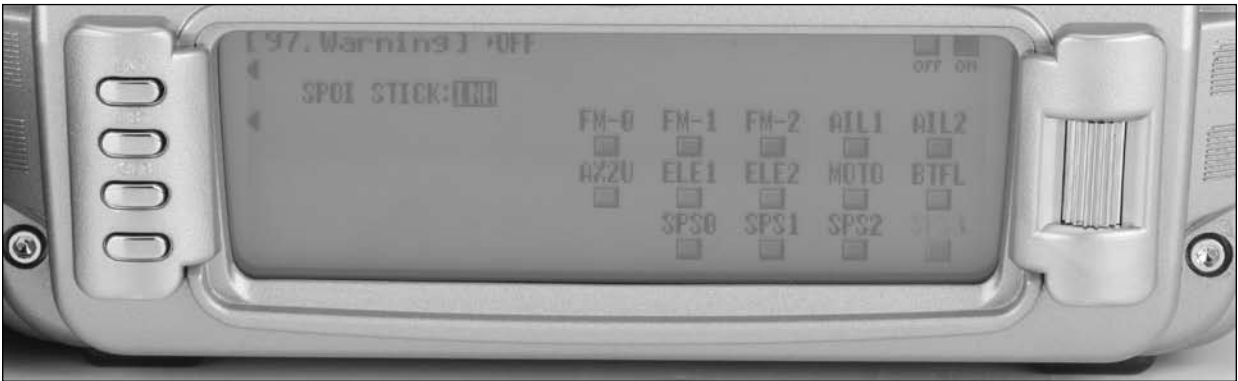 [97.Warning] OFF
OFF ON
SPOI STICK:INH
FM-0 FM-1 FM-2 AIL1 AIL2
AX2U ELE1 ELE2 MOTO BTFL
SPS0 SPS1 SPS2